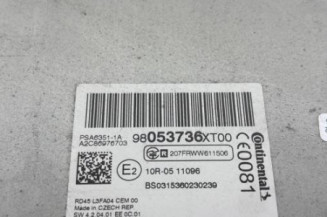 PSA6351-1A
A2C86976703
98053736XT00
R 207FRWW611506
E2 10R-05 11096
BS0315360230239
Continental
CE0081
RD45 L3FA04 CEM 00
Made in CZECH REP.
SW 4.2.04.01 EE 0C.01